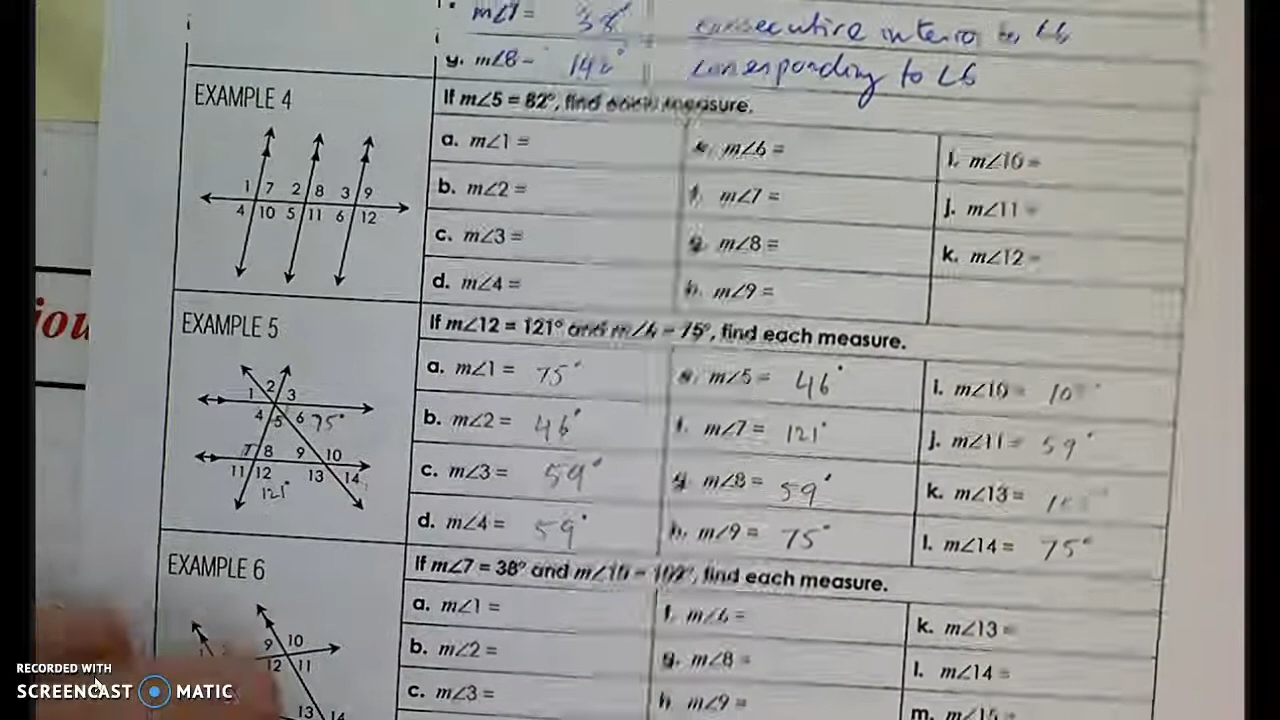 m∠7 = 38°
interior to ∠6
y. m∠8 = corresponding to ∠6
EXAMPLE 4
If m∠5 = 82°, find each measure.
1 7 2 8 3 9
4 10 5 11 6 12
a. m∠1 =
b. m∠2 =
c. m∠3 =
d. m∠4 =
m∠6 =
f. m∠7 =
g. m∠8 =
h. m∠9 =
i. m∠10 =
j. m∠11 =
k. m∠12 =
jou
EXAMPLE 5
If m∠12 = 121° and 75°, find each measure.
1 2 3
4 5 6 75°
7 8 9 10
11 12 13 14
121°
a. m∠1 = 75°
b. m∠2 = 46°
c. m∠3 = 59°
d. m∠4 = 59°
m∠5 = 46°
f. m∠7 = 121°
g. m∠8 = 59°
h. m∠9 = 75°
i. m∠10 =
j. m∠11 = 59°
k. m∠13 =
l. m∠14 = 75°
EXAMPLE 6
If m∠7 = 38° and find each measure.
9 10
12 11
13 14
a. m∠1 =
b. m∠2 =
c. m∠3 =
f. m∠6 =
g. m∠8 =
h. m∠9 =
k. m∠13 =
l. m∠14 =
m. m∠15 =
RECORDED WITH
SCREENCAST MATIC